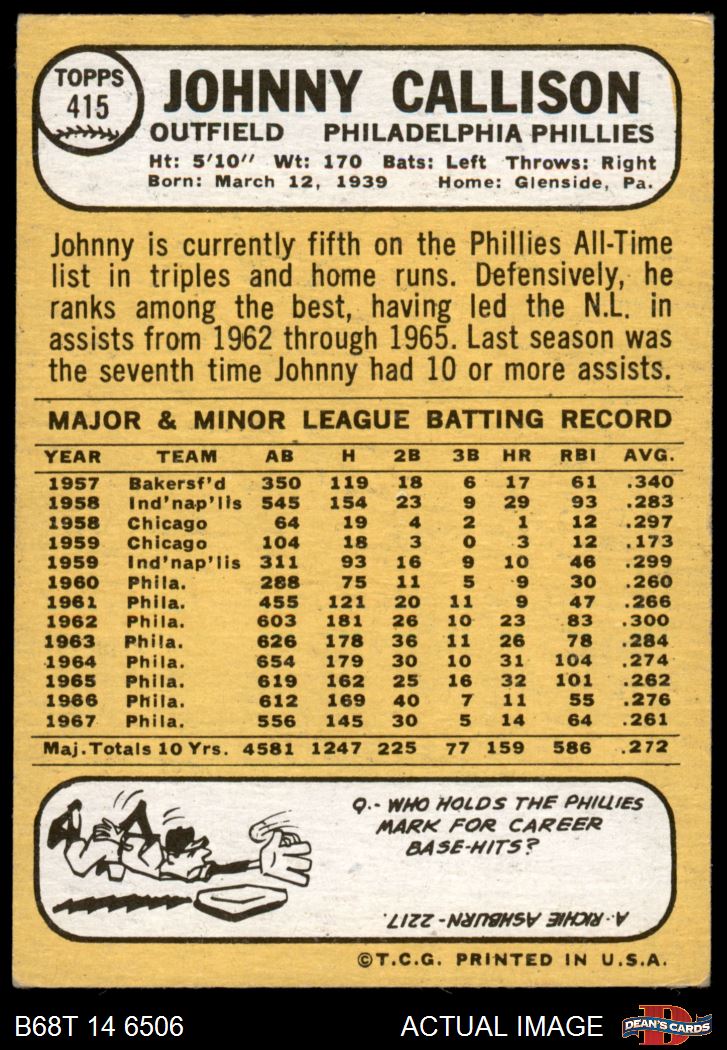 TOPPS
415
JOHNNY CALLISON
OUTFIELD PHILADELPHIA PHILLIES
Ht: 5'10" Wt: 170 Bats: Left Throws: Right
Born: March 12, 1939 Home: Glenside, Pa.
Johnny is currently fifth on the Phillies All-Time
list in triples and home runs. Defensively, he
ranks among the best, having led the N.L. in
assists from 1962 through 1965. Last season was
the seventh time Johnny had 10 or more assists.
MAJOR & MINOR LEAGUE BATTING RECORD
YEAR TEAM AB H 2B 3B HR RBI AVG.
1957 Bakersf'd 350 119 18 6 17 61 .340
1958 Ind'nap'lis 545 154 23 9 29 93 .283
1958 Chicago 64 19 4 2 1 12 .297
1959 Chicago 104 18 3 0 3 12 .173
1959 Ind'nap'lis 311 93 16 9 10 46 .299
1960 Phila. 288 75 11 5 9 30 .260
1961 Phila. 455 121 20 11 9 47 .266
1962 Phila. 603 181 26 10 23 83 .300
1963 Phila. 626 178 36 11 26 78 .284
1964 Phila. 654 179 30 10 31 104 .274
1965 Phila. 619 162 25 16 32 101 .262
1966 Phila. 612 169 40 7 11 55 .276
1967 Phila. 556 145 30 5 14 64 .261
Maj. Totals 10 Yrs. 4581 1247 225 77 159 586 .272
Q.- WHO HOLDS THE PHILLIES
MARK FOR CAREER
BASE-HITS?
A.- RICHIE ASHBURN - 2217.
©T.C.G. PRINTED IN U.S.A.
B68T 14 6506 ACTUAL IMAGE
D
DEAN'S CARDS